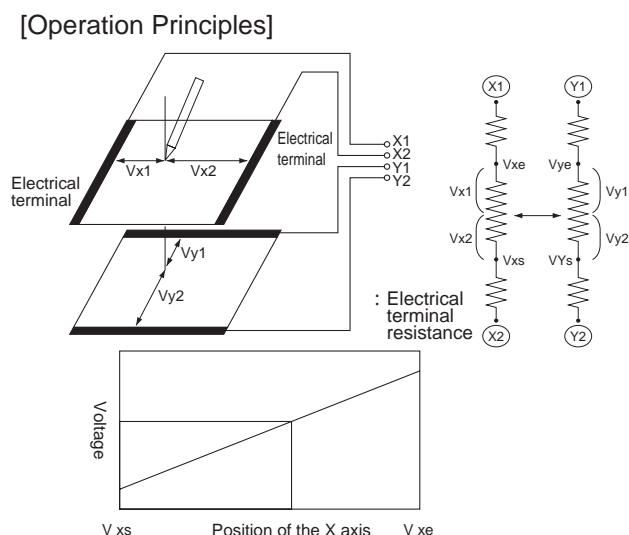 [Operation Principles]
Electrical
terminal
Vx1
Vx2
Electrical
terminal
X1
X2
Y1
Y2
Vy1
Vy2
X1
Y1
Vxe
Vye
Vx1
Vy1
Vx2
Vy2
Vxs
VYs
: Electrical
terminal
resistance
X2
Y2
Voltage
V xs
Position of the X axis
V xe